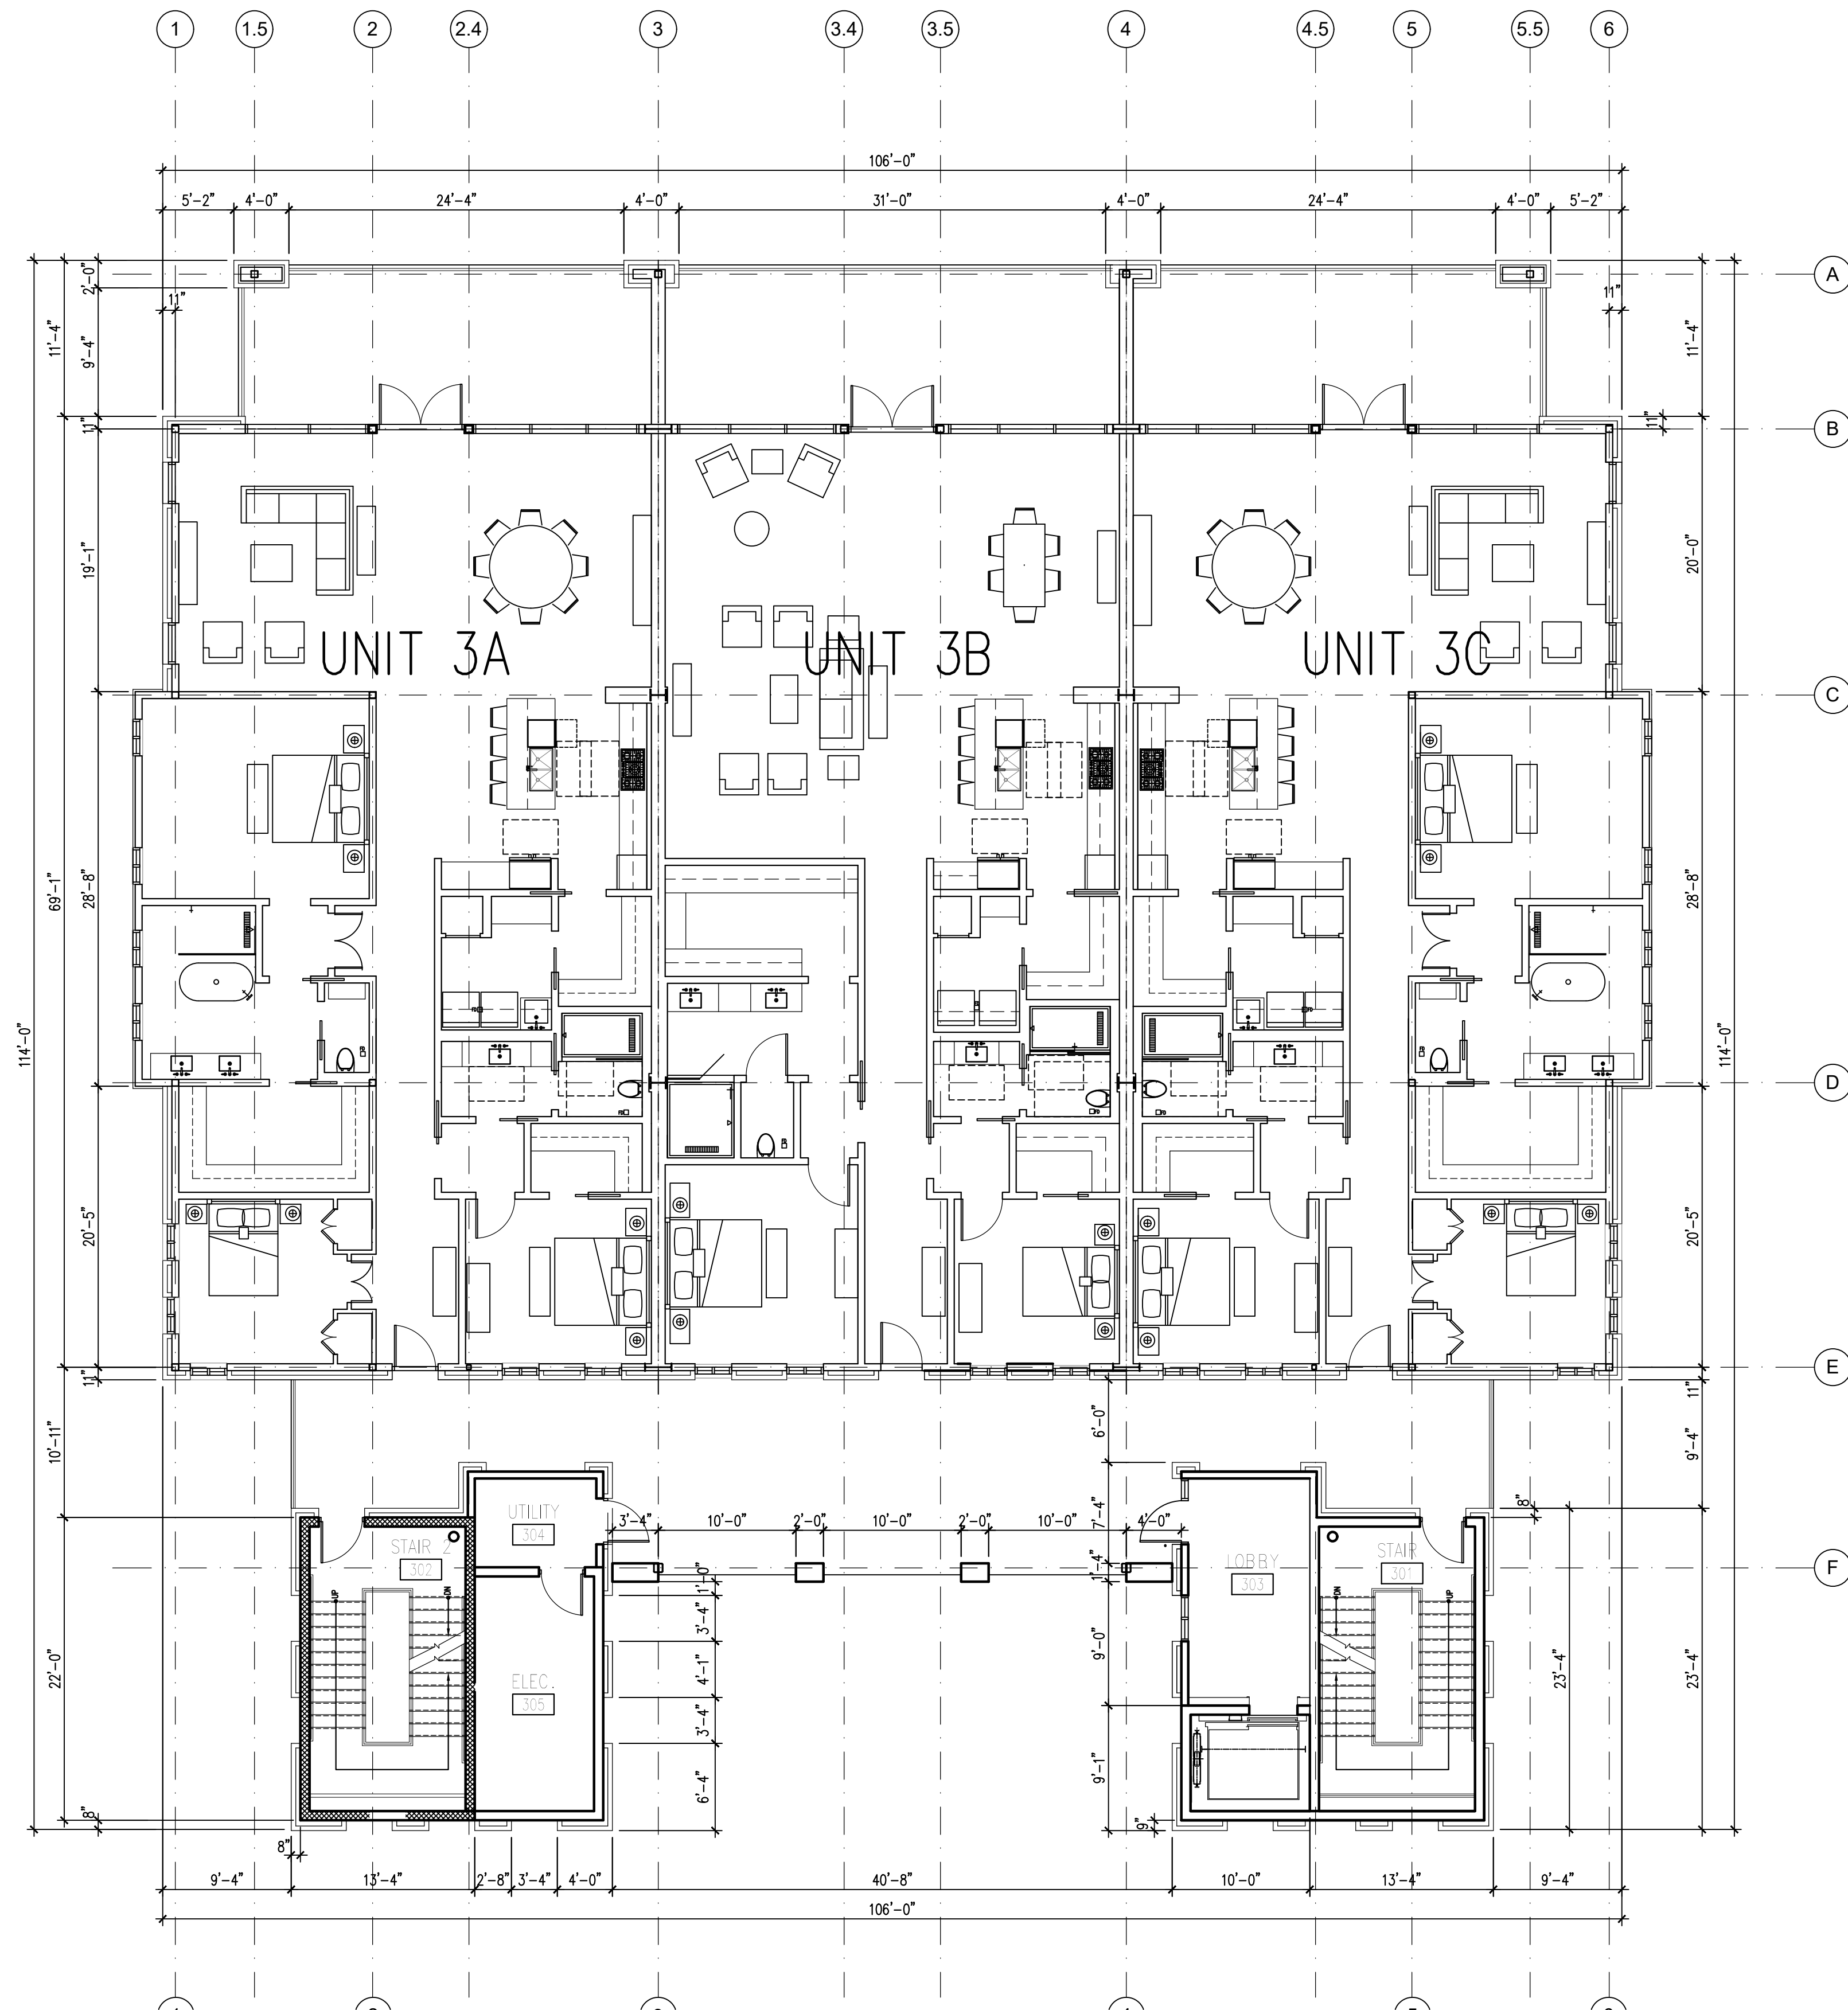 1 1.5 2 2.4 3 3.4 3.5 4 4.5 5 5.5 6
106'-0"
5'-2" 4'-0" 24'-4" 4'-0" 31'-0" 4'-0" 24'-4" 4'-0" 5'-2"
A
2'-0"
11" 11"
11'-4" 9'-4" 11'-4"
11" 11"
B
19'-1" 20'-0"
UNIT 3A UNIT 3B UNIT 3C
C
69'-1" 28'-8" 28'-8"
114'-0" 114'-0"
D
20'-5" 20'-5"
E
11" 11"
10'-11" 6'-0" 9'-4"
8"
UTILITY
304
3'-4" 10'-0" 2'-0" 10'-0" 2'-0" 10'-0" 4'-0"
7'-4"
STAIR 2
302
LOBBY
303
STAIR
301
F
1'-0" 1'-4"
UP DN DN UP
3'-4"
9'-0"
4'-1"
22'-0" 23'-4" 23'-4"
ELEC.
305
3'-4"
9'-1"
6'-4"
8" 9"
8"
9'-4" 13'-4" 2'-8" 3'-4" 4'-0" 40'-8" 10'-0" 13'-4" 9'-4"
106'-0"